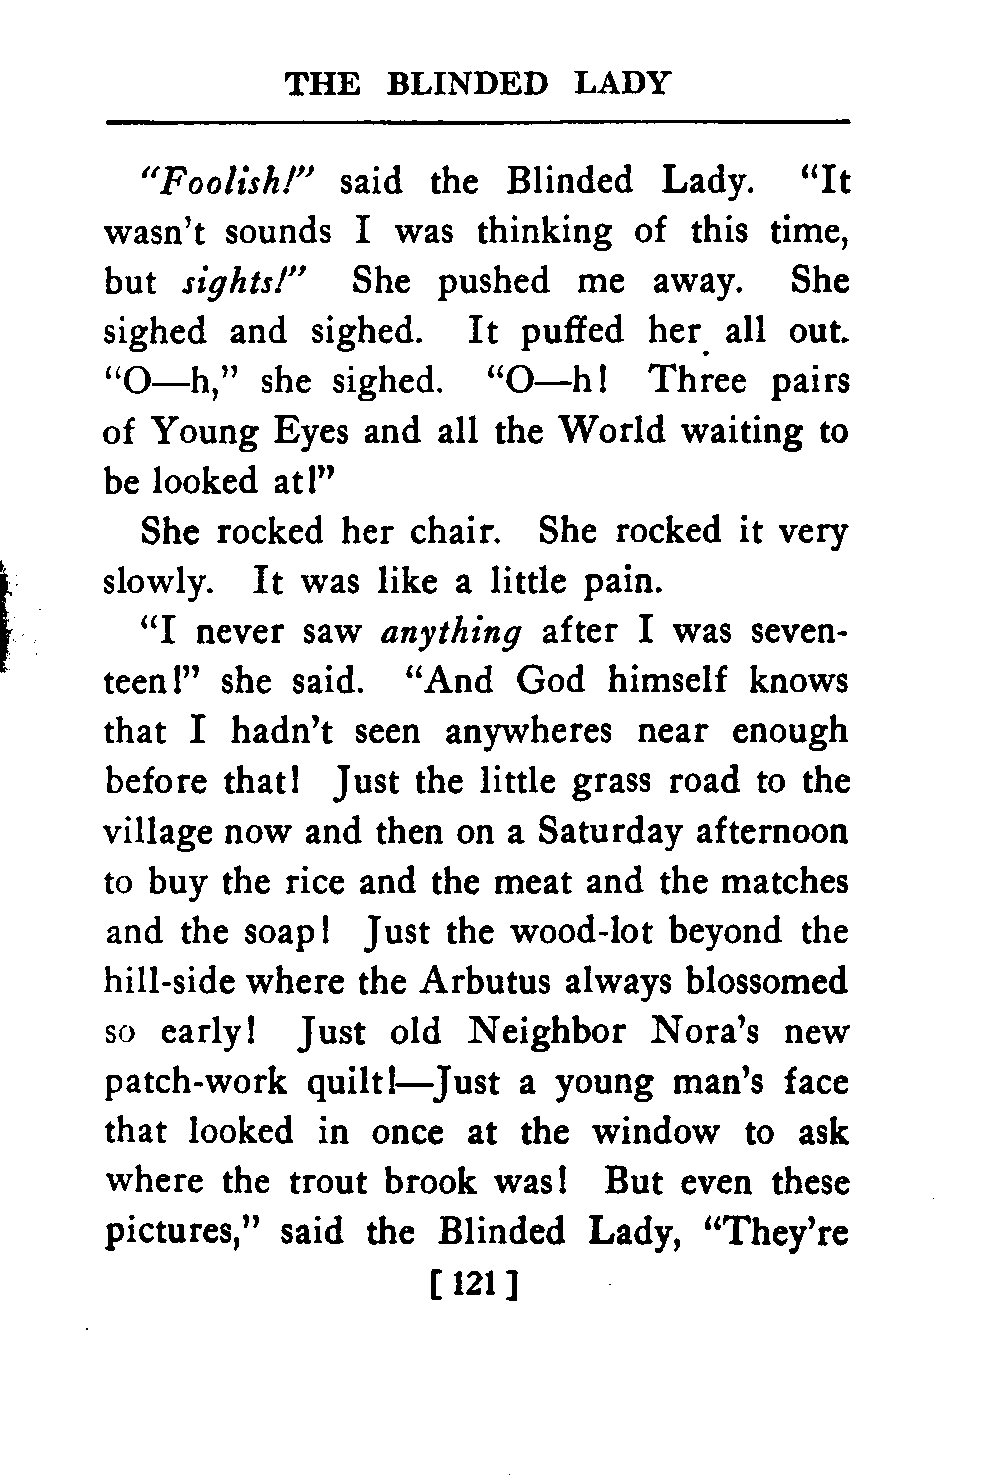 THE BLINDED LADY
"Foolish!" said the Blinded Lady. "It
wasn't sounds I was thinking of this time,
but sights!" She pushed me away. She
sighed and sighed. It puffed her all out.
"O—h," she sighed. "O—h! Three pairs
of Young Eyes and all the World waiting to
be looked at!"
She rocked her chair. She rocked it very
slowly. It was like a little pain.
"I never saw anything after I was seven-
teen!" she said. "And God himself knows
that I hadn't seen anywheres near enough
before that! Just the little grass road to the
village now and then on a Saturday afternoon
to buy the rice and the meat and the matches
and the soap! Just the wood-lot beyond the
hill-side where the Arbutus always blossomed
so early! Just old Neighbor Nora's new
patch-work quilt!—Just a young man's face
that looked in once at the window to ask
where the trout brook was! But even these
pictures," said the Blinded Lady, "They're
[ 121 ]